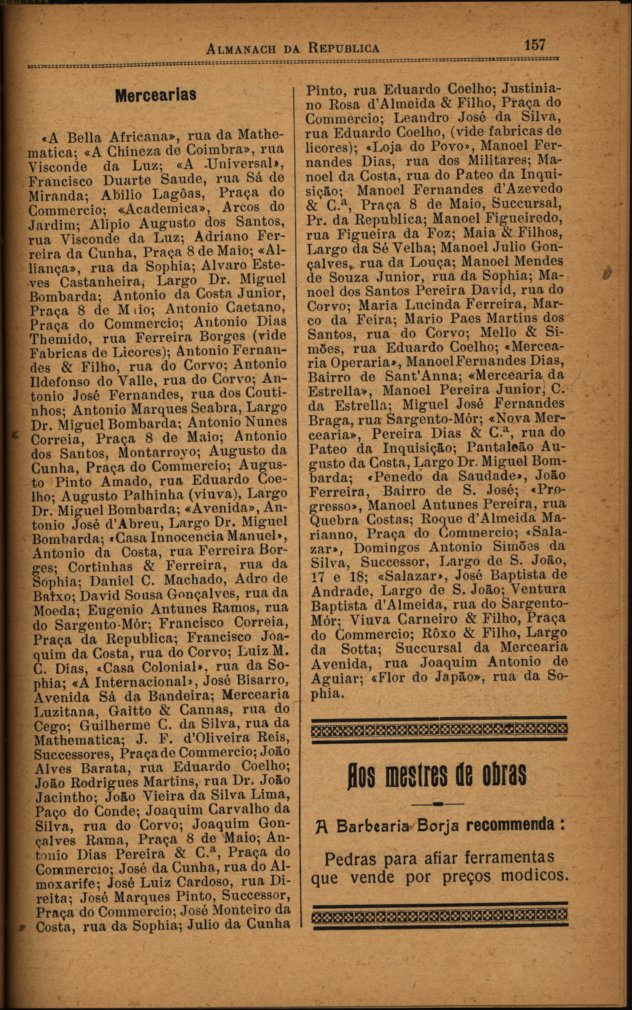 ALMANACH DA REPUBLICA 157
Mercearias
«A Bella Africana», rua da Mathe-
matica; «A Chineza de Coimbra», rua
Visconde da Luz; «A Universal»,
Francisco Duarte Saude, rua Sá de
Miranda; Abilio Lagôas, Praça do
Commercio; «Academica», Arcos do
Jardim; Alipio Augusto dos Santos,
rua Visconde da Luz; Adriano Fer-
reira da Cunha, Praça 8 de Maio; «Al-
liança», rua da Sophia; Alvaro Este-
ves Castanheira, Largo Dr. Miguel
Bombarda; Antonio da Costa Junior,
Praça 8 de Maio; Antonio Caetano,
Praça do Commercio; Antonio Dias
Themido, rua Ferreira Borges (vide
Fabricas de Licores); Antonio Fernan-
des & Filho, rua do Corvo; Antonio
Ildefonso do Valle, rua do Corvo; An-
tonio José Fernandes, rua dos Couti-
nhos; Antonio Marques Seabra, Largo
Dr. Miguel Bombarda; Antonio Nunes
Correia, Praça 8 de Maio; Antonio
dos Santos, Montarroyo; Augusto da
Cunha, Praça do Commercio; Augus-
to Pinto Amado, rua Eduardo Coe-
lho; Augusto Palhinha (viuva), Largo
Dr. Miguel Bombarda; «Avenida», An-
tonio José d'Abreu, Largo Dr. Miguel
Bombarda; «Casa Innocencia Manuel»,
Antonio da Costa, rua Ferreira Bor-
ges; Cortinhas & Ferreira, rua da
Sophia; Daniel C. Machado, Adro de
Baixo; David Sousa Gonçalves, rua da
Moeda; Eugenio Antunes Ramos, rua
do Sargento-Mór; Francisco Correia,
Praça da Republica; Francisco Joa-
quim da Costa, rua do Corvo; Luiz M.
C. Dias, «Casa Colonial», rua da So-
phia; «A Internacional», José Bisarro,
Avenida Sá da Bandeira; Mercearia
Luzitana, Gaitto & Cannas, rua do
Cego; Guilherme C. da Silva, rua da
Mathematica; J. F. d'Oliveira Reis,
Successores, Praça de Commercio; João
Alves Barata, rua Eduardo Coelho;
João Rodrigues Martins, rua Dr. João
Jacintho; João Vieira da Silva Lima,
Paço do Conde; Joaquim Carvalho da
Silva, rua do Corvo; Joaquim Gon-
çalves Rama, Praça 8 de Maio; An-
tonio Dias Pereira & C.ª, Praça do
Commercio; José da Cunha, rua do Al-
moxarife; José Luiz Cardoso, rua Di-
reita; José Marques Pinto, Successor,
Praça do Commercio; José Monteiro da
Costa, rua da Sophia; Julio da Cunha
Pinto, rua Eduardo Coelho; Justinia-
no Rosa d'Almeida & Filho, Praça do
Commercio; Leandro José da Silva,
rua Eduardo Coelho, (vide fabricas de
licores); «Loja do Povo», Manoel Fer-
nandes Dias, rua dos Militares; Ma-
noel da Costa, rua do Pateo da Inqui-
sição; Manoel Fernandes d'Azevedo
& C.ª, Praça 8 de Maio, Succursal,
Pr. da Republica; Manoel Figueiredo,
rua Figueira da Foz; Maia & Filhos,
Largo da Sé Velha; Manoel Julio Gon-
çalves, rua da Louça; Manoel Mendes
de Souza Junior, rua da Sophia; Ma-
noel dos Santos Pereira David, rua do
Corvo; Maria Lucinda Ferreira, Mar-
co da Feira; Mario Paes Martins dos
Santos, rua do Corvo; Mello & Si-
mões, rua Eduardo Coelho; «Mercea-
ria Operaria», Manoel Fernandes Dias,
Bairro de Sant'Anna; «Mercearia da
Estrella», Manoel Pereira Junior, C.
da Estrella; Miguel José Fernandes
Braga, rua Sargento-Mór; «Nova Mer-
cearia», Pereira Dias & C.ª, rua do
Pateo da Inquisição; Pantaleão Au-
gusto da Costa, Largo Dr. Miguel Bom-
barda; «Penedo da Saudade», João
Ferreira, Bairro de S. José; «Pro-
gresso», Manoel Antunes Pereira, rua
Quebra Costas; Roque d'Almeida Ma-
rianno, Praça do Commercio; «Sala-
zar», Domingos Antonio Simões da
Silva, Successor, Largo de S. João,
17 e 18; «Salazar», José Baptista de
Andrade, Largo de S. João; Ventura
Baptista d'Almeida, rua do Sargento-
Mór; Viuva Carneiro & Filho, Praça
do Commercio; Rôxo & Filho, Largo
da Sotta; Succursal da Mercearia
Avenida, rua Joaquim Antonio de
Aguiar; «Flor do Japão», rua da So-
phia.
Aos mestres de obras
A Barbearia Borja recommenda :
Pedras para afiar ferramentas
que vende por preços modicos.